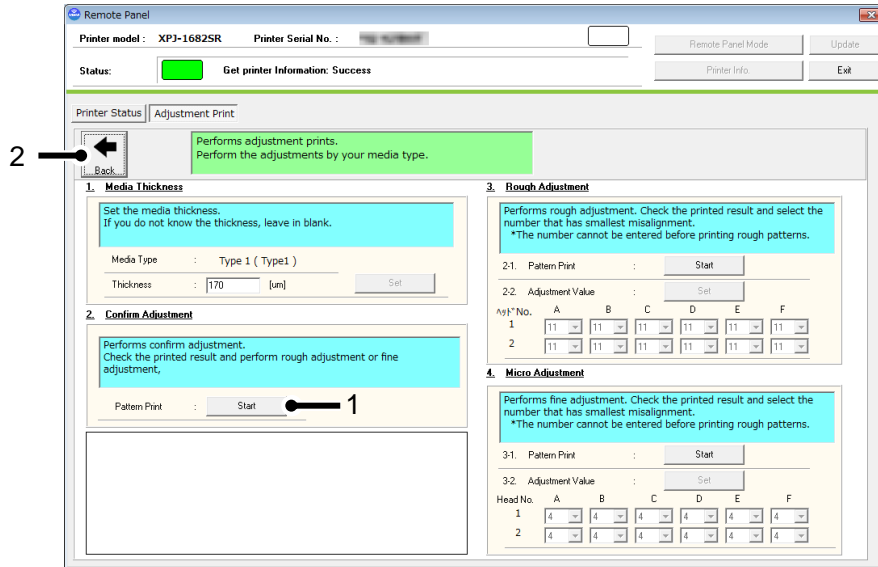 Remote Panel
Printer model : XPJ-1682SR Printer Serial No. :
Remote Panel Mode Update
Status: Get printer Information: Success
Printer Info. Exit
Printer Status Adjustment Print
2
Back
Performs adjustment prints.
Perform the adjustments by your media type.
1. Media Thickness
Set the media thickness.
If you do not know the thickness, leave in blank.
Media Type : Type 1 ( Type1 )
Thickness : 170 [um] Set
2. Confirm Adjustment
Performs confirm adjustment.
Check the printed result and perform rough adjustment or fine
adjustment,
Pattern Print : Start 1
3. Rough Adjustment
Performs rough adjustment. Check the printed result and select the
number that has smallest misalignment.
*The number cannot be entered before printing rough patterns.
2-1. Pattern Print : Start
2-2. Adjustment Value : Set
ﾍｯﾄﾞNo. A B C D E F
1 11 11 11 11 11 11
2 11 11 11 11 11 11
4. Micro Adjustment
Performs fine adjustment. Check the printed result and select the
number that has smallest misalignment.
*The number cannot be entered before printing rough patterns.
3-1. Pattern Print : Start
3-2. Adjustment Value : Set
Head No. A B C D E F
1 4 4 4 4 4 4
2 4 4 4 4 4 4